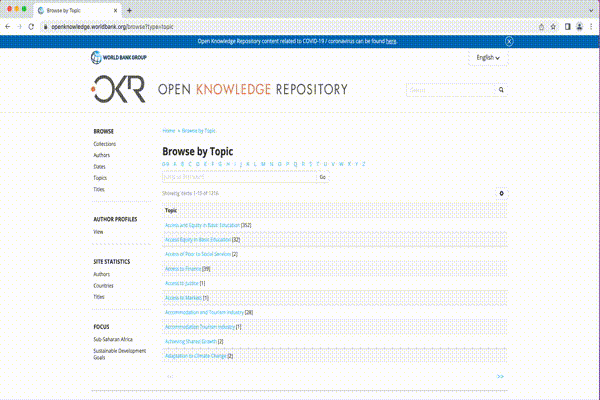 Browse by Topic
openknowledge.worldbank.org/browse?type=topic
Open Knowledge Repository content related to COVID-19 / coronavirus can be found here.
WORLD BANK GROUP
English
OKR OPEN KNOWLEDGE REPOSITORY
Search
BROWSE
Collections
Authors
Dates
Topics
Titles
AUTHOR PROFILES
View
SITE STATISTICS
Authors
Countries
Titles
FOCUS
Sub-Saharan Africa
Sustainable Development
Goals
Home » Browse by Topic
Browse by Topic
0-9 A B C D E F G H I J K L M N O P Q R S T U V W X Y Z
Go
Showing items 1-10 of 1216
Topic
Access and Equity in Basic Education [352]
Access Equity in Basic Education [32]
Access of Poor to Social Services [2]
Access to Finance [39]
Access to Justice [1]
Access to Markets [1]
Accommodation and Tourism Industry [28]
Accommodation Tourism Industry [1]
Achieving Shared Growth [2]
Adaptation to Climate Change [2]
<<
>>